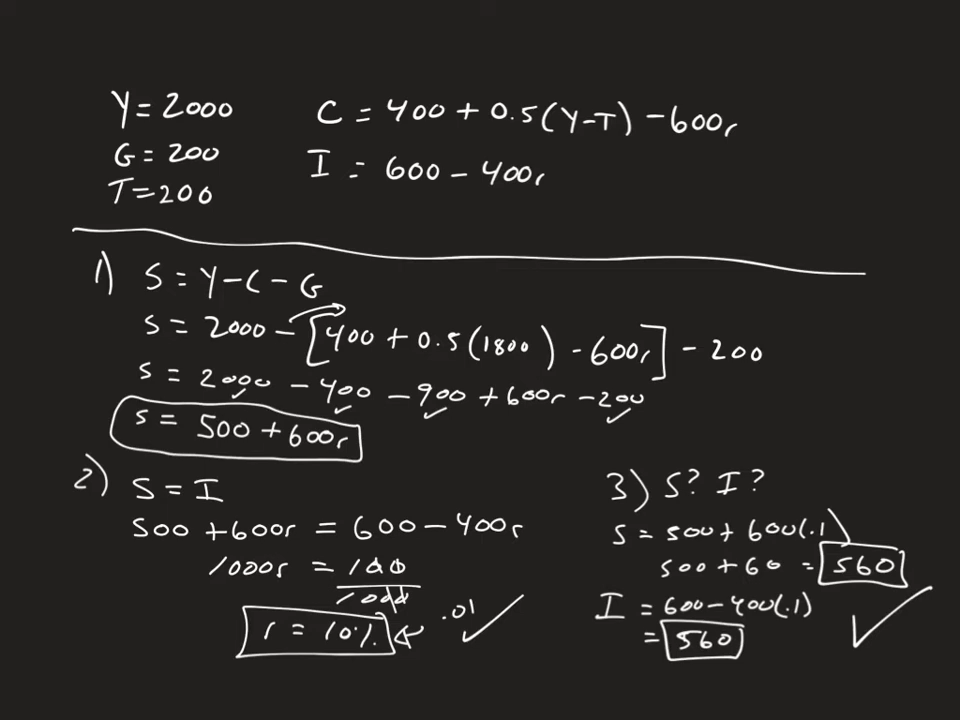 Y = 2000
G = 200
T = 200
C = 400 + 0.5(Y-T) - 600r
I = 600 - 400r
1) S = Y - C - G
S = 2000 - [400 + 0.5(1800) - 600r] - 200
S = 2000 - 400 - 900 + 600r - 200
S = 500 + 600r
2) S = I
500 + 600r = 600 - 400r
1000r = 100
1000
r = 10% .01
3) S? I?
S = 500 + 600(.1)
500 + 60 = 560
I = 600 - 400(.1)
= 560